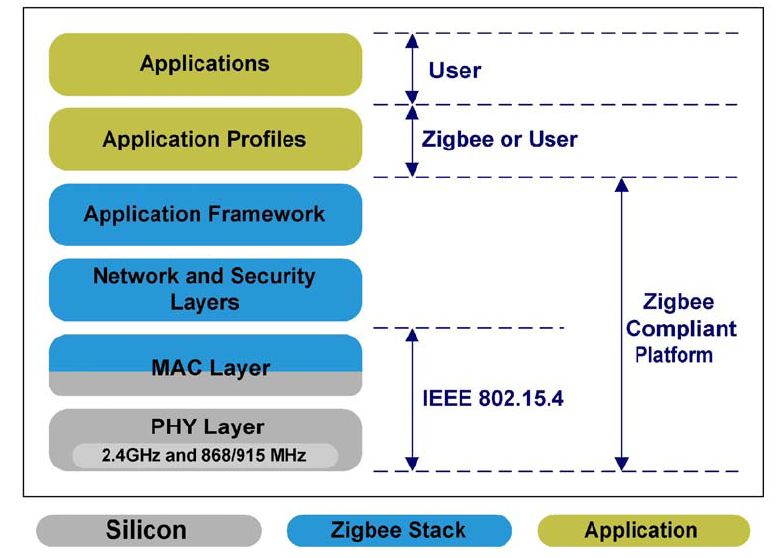 Applications
User
Application Profiles
Zigbee or User
Application Framework
Network and Security
Layers
Zigbee
Compliant
Platform
MAC Layer
IEEE 802.15.4
PHY Layer
2.4GHz and 868/915 MHz
Silicon
Zigbee Stack
Application